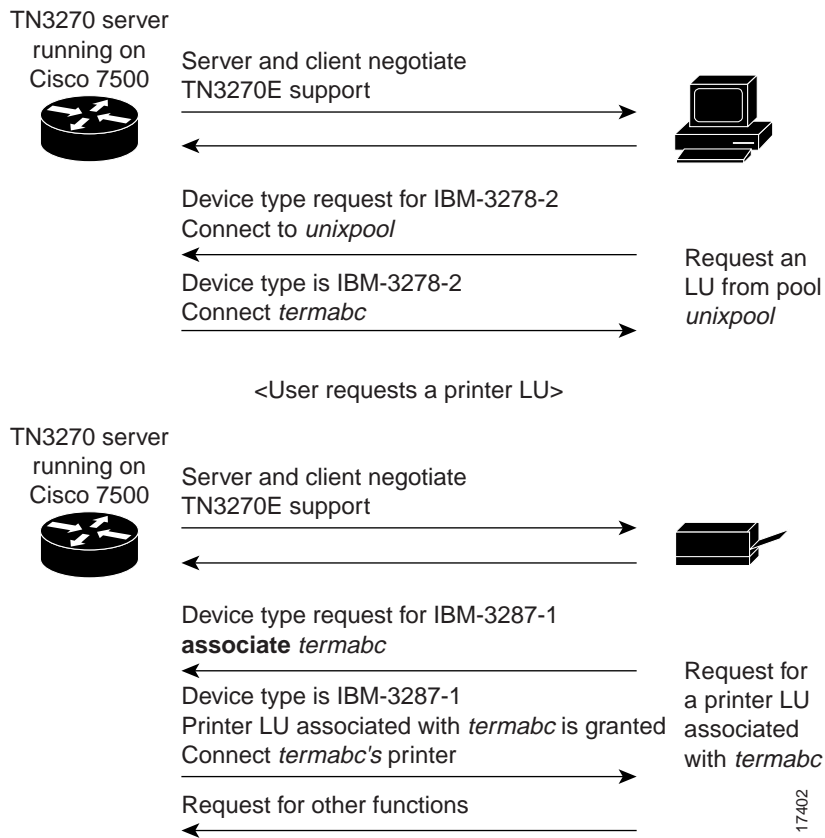 TN3270 server
running on
Cisco 7500
Server and client negotiate
TN3270E support
Device type request for IBM-3278-2
Connect to unixpool
Device type is IBM-3278-2
Connect termabc
Request an
LU from pool
unixpool
<User requests a printer LU>
TN3270 server
running on
Cisco 7500
Server and client negotiate
TN3270E support
Device type request for IBM-3287-1
associate termabc
Device type is IBM-3287-1
Printer LU associated with termabc is granted
Connect termabc's printer
Request for
a printer LU
associated
with termabc
Request for other functions
17402